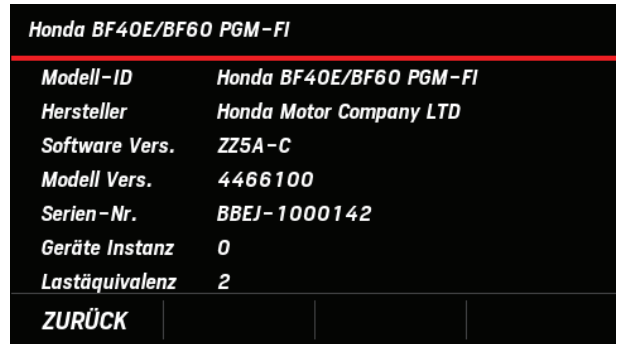 Honda BF40E/BF60 PGM-FI
Modell-ID Honda BF40E/BF60 PGM-FI
Hersteller Honda Motor Company LTD
Software Vers. ZZ5A-C
Modell Vers. 4466100
Serien-Nr. BBEJ-1000142
Geräte Instanz 0
Lastäquivalenz 2
ZURÜCK